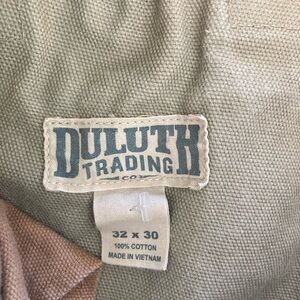 DULUTH
TRADING
CO
32 x 30
100% COTTON
MADE IN VIETNAM